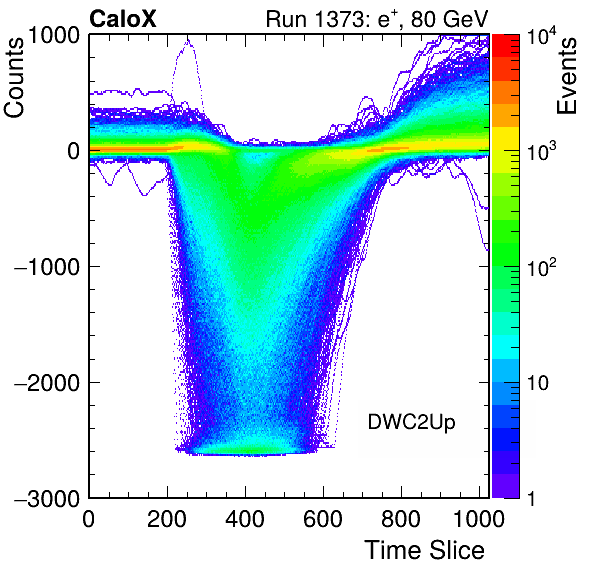 CaloX Run 1373: e⁺, 80 GeV
Counts
Events
1000
0
−1000
−2000
−3000
10⁴
10³
10²
10
1
DWC2Up
0 200 400 600 800 1000
Time Slice